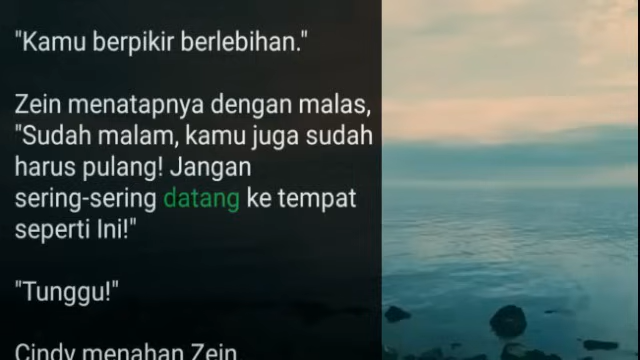 "Kamu berpikir berlebihan."
Zein menatapnya dengan malas,
"Sudah malam, kamu juga sudah
harus pulang! Jangan
sering-sering datang ke tempat
seperti Ini!"
"Tunggu!"
Cindy menahan Zein